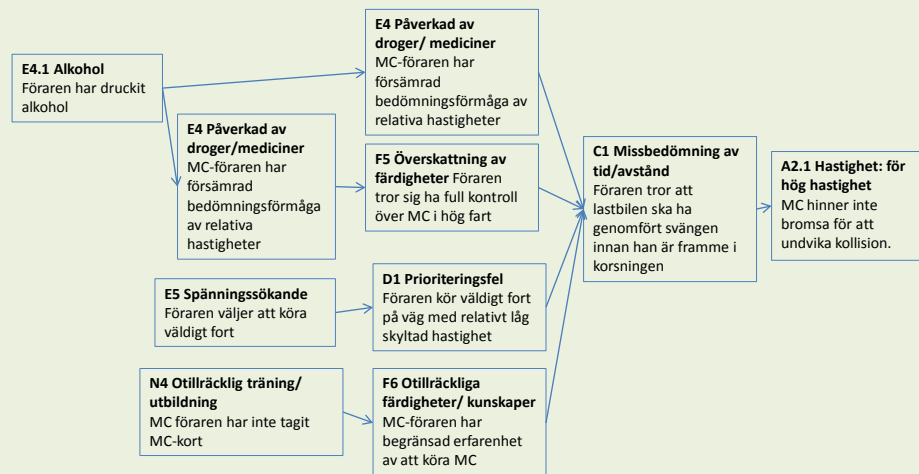 E4.1 Alkohol
Föraren har druckit
alkohol
E4 Påverkad av
droger/ mediciner
MC-föraren har
försämrad
bedömningsförmåga av
relativa hastigheter
E4 Påverkad av
droger/mediciner
MC-föraren har
försämrad
bedömningsförmåga
av relativa
hastigheter
F5 Överskattning av
färdigheter Föraren
tror sig ha full kontroll
över MC i hög fart
E5 Spänningssökande
Föraren väljer att köra
väldigt fort
D1 Prioriteringsfel
Föraren kör väldigt fort
på väg med relativt låg
skyltad hastighet
N4 Otillräcklig träning/
utbildning
MC föraren har inte tagit
MC-kort
F6 Otillräckliga
färdigheter/ kunskaper
MC-föraren har
begränsad erfarenhet
av att köra MC
C1 Missbedömning av
tid/avstånd
Föraren tror att
lastbilen ska ha
genomfört svängen
innan han är framme i
korsningen
A2.1 Hastighet: för
hög hastighet
MC hinner inte
bromsa för att
undvika kollision.